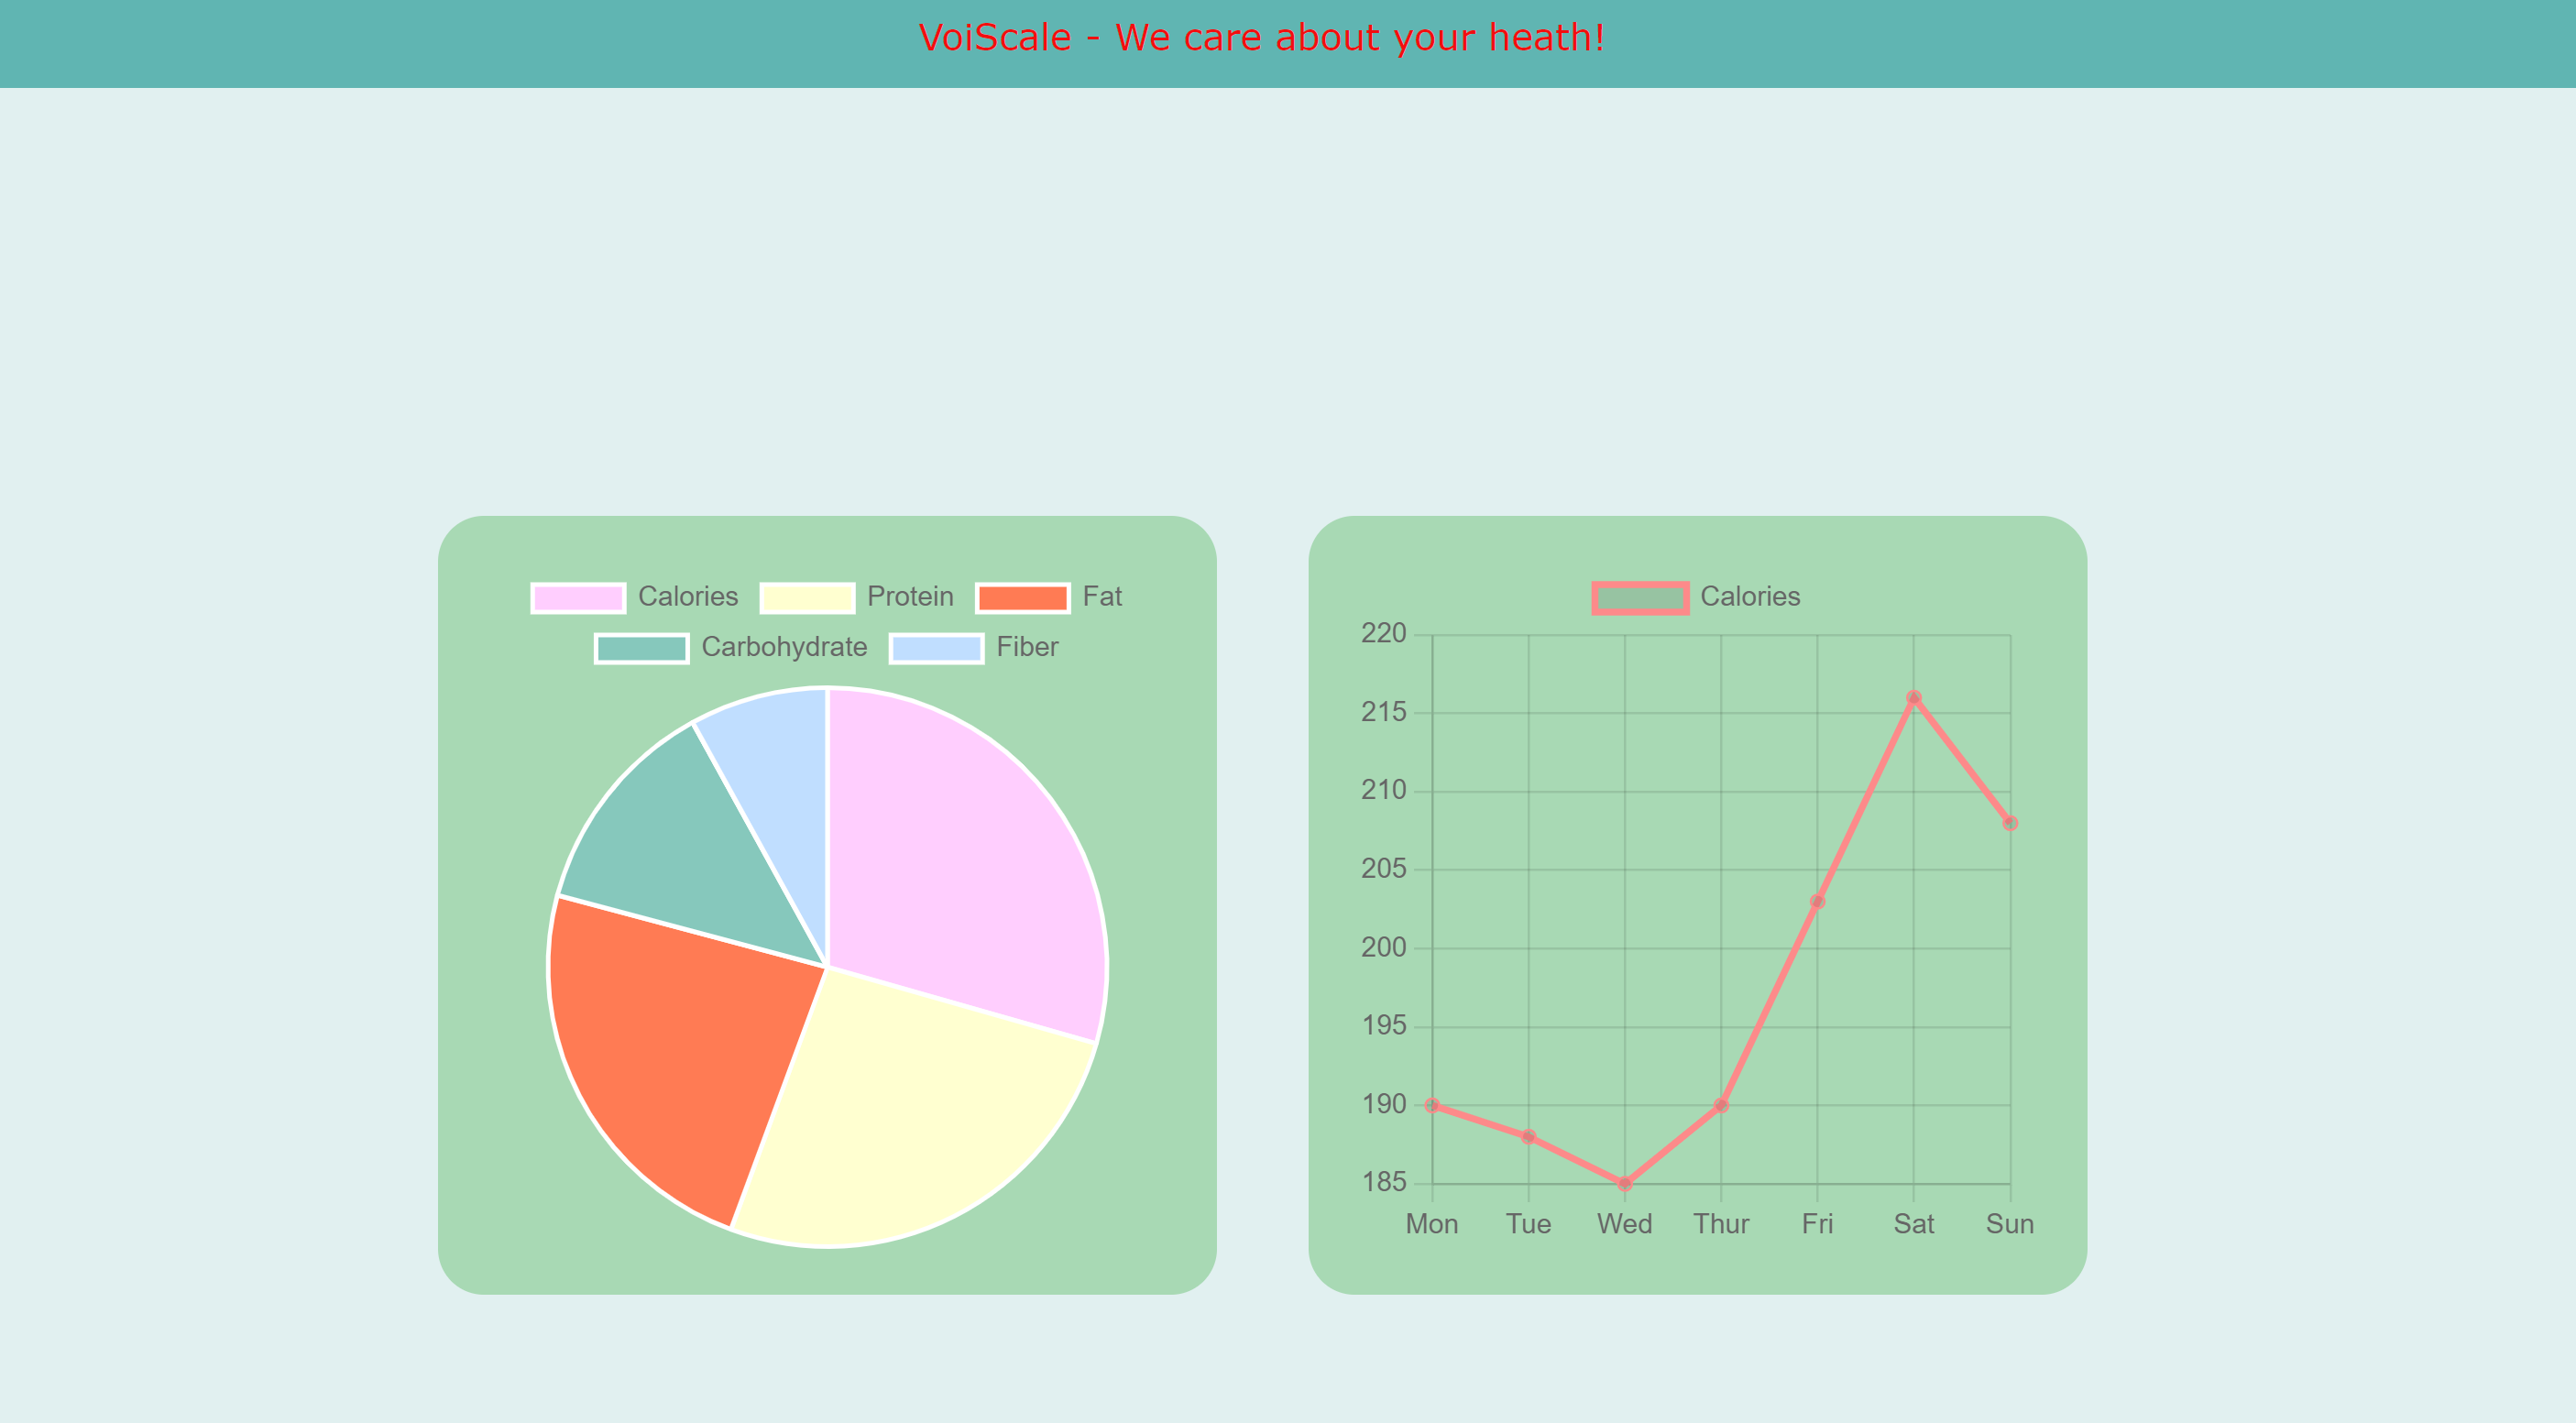 VoiScale - We care about your heath!
Calories Protein Fat
Carbohydrate Fiber
Calories
220
215
210
205
200
195
190
185
Mon Tue Wed Thur Fri Sat Sun